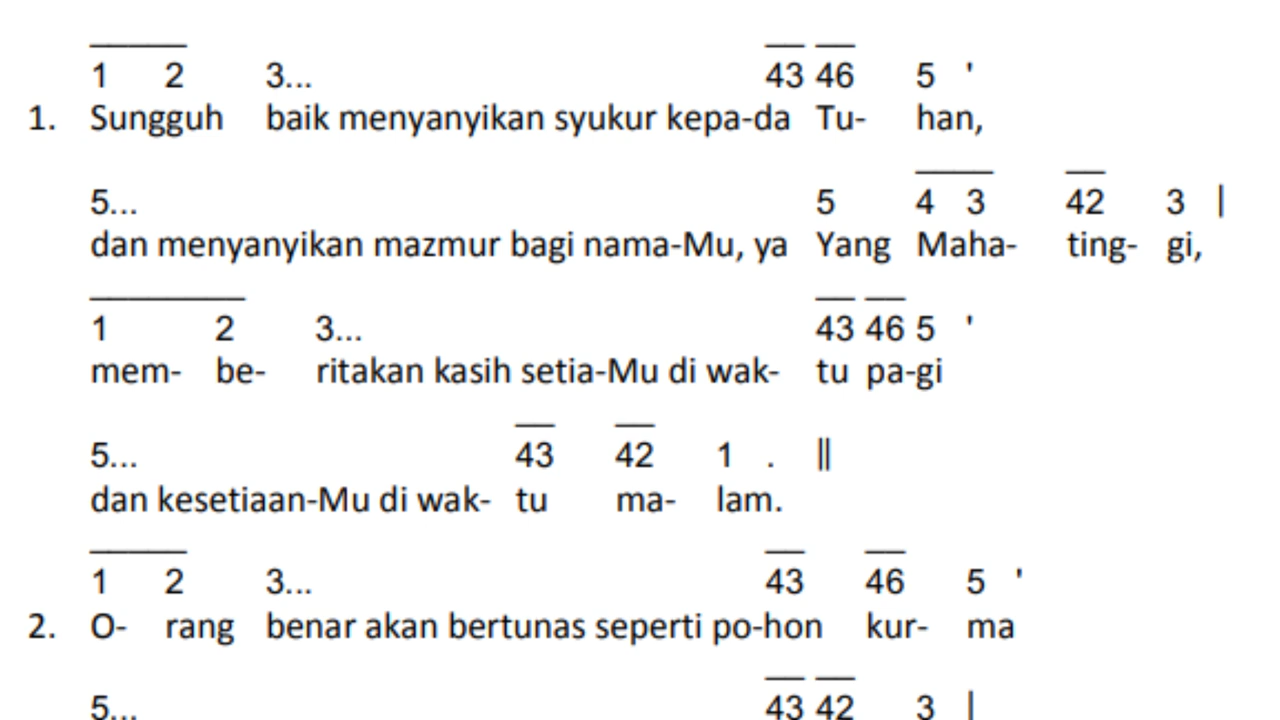 1 2 3... 43 46 5 '
1. Sungguh baik menyanyikan syukur kepa-da Tu- han,
5... 5 4 3 42 3 |
dan menyanyikan mazmur bagi nama-Mu, ya Yang Maha- ting- gi,
1 2 3... 43 46 5 '
mem- be- ritakan kasih setia-Mu di wak- tu pa-gi
5... 43 42 1 . ||
dan kesetiaan-Mu di wak- tu ma- lam.
1 2 3... 43 46 5 '
2. O- rang benar akan bertunas seperti po-hon kur- ma
5... 43 42 3 |